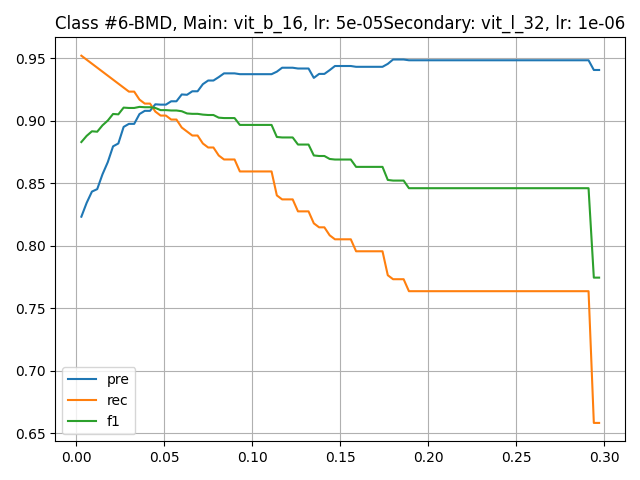 Class #6-BMD, Main: vit_b_16, lr: 5e-05Secondary: vit_l_32, lr: 1e-06
0.95
0.90
0.85
0.80
0.75
0.70
0.65
pre
rec
f1
0.00 0.05 0.10 0.15 0.20 0.25 0.30